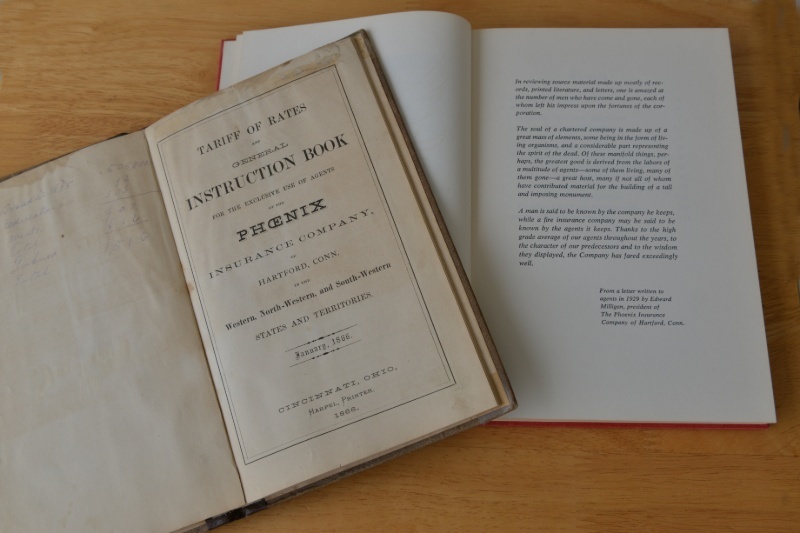 TARIFF OF RATES
AND
GENERAL
INSTRUCTION BOOK
FOR THE EXCLUSIVE USE OF AGENTS
OF THE
PHŒNIX
INSURANCE COMPANY,
OF
HARTFORD, CONN.
IN THE
Western, North-Western, and South-Western
STATES AND TERRITORIES.
January, 1866.
CINCINNATI, OHIO,
HARPEL, PRINTER.
1866.
In reviewing source material made up mostly of rec-
ords, printed literature, and letters, one is amazed at
the number of men who have come and gone, each of
whom left his impress upon the fortunes of the cor-
poration.
The soul of a chartered company is made up of a
great mass of elements, some being in the form of liv-
ing organisms, and a considerable part representing
the spirit of the dead. Of these manifold things, per-
haps, the greatest good is derived from the labors of
a multitude of agents—some of them living, many of
them gone—a great host, many if not all of whom
have contributed material for the building of a tall
and imposing monument.
A man is said to be known by the company he keeps,
while a fire insurance company may be said to be
known by the agents it keeps. Thanks to the high
grade average of our agents throughout the years, to
the character of our predecessors and to the wisdom
they displayed, the Company has fared exceedingly
well.
From a letter written to
agents in 1929 by Edward
Milligan, president of
The Phoenix Insurance
Company of Hartford, Conn.